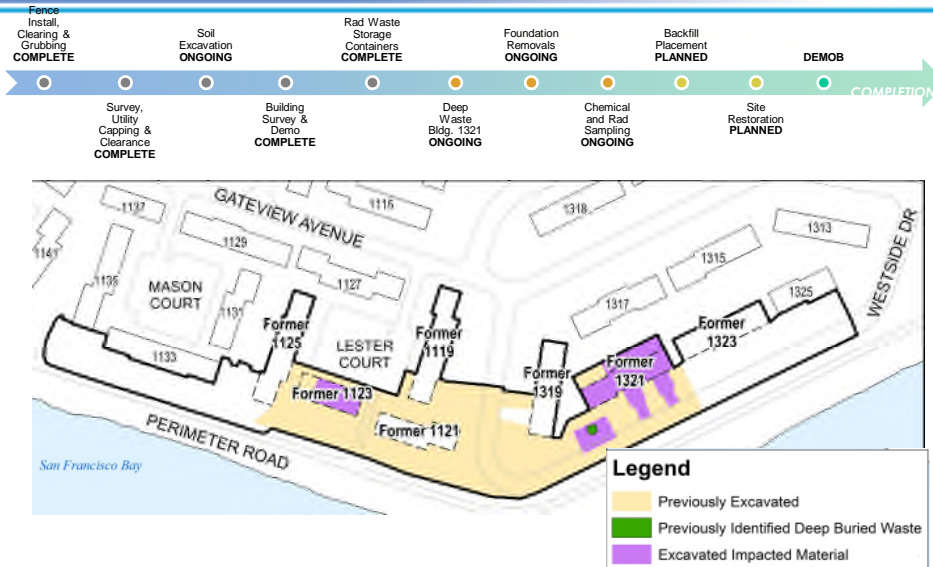 Fence
Install,
Clearing &
Grubbing
COMPLETE
Soil
Excavation
ONGOING
Rad Waste
Storage
Containers
COMPLETE
Foundation
Removals
ONGOING
Backfill
Placement
PLANNED
DEMOB
COMPLETION
Survey,
Utility
Capping &
Clearance
COMPLETE
Building
Survey &
Demo
COMPLETE
Deep
Waste
Bldg. 1321
ONGOING
Chemical
and Rad
Sampling
ONGOING
Site
Restoration
PLANNED
GATEVIEW AVENUE
1137
1116
1318
1313
WESTSIDE DR
1141
1129
1315
1135
MASON
COURT
1127
1325
1131
1317
Former
1125
Former
1119
Former
1323
LESTER
COURT
1133
Former
1319
Former
1321
Former 1123
Former 1121
PERIMETER ROAD
San Francisco Bay
Legend
Previously Excavated
Previously Identified Deep Buried Waste
Excavated Impacted Material